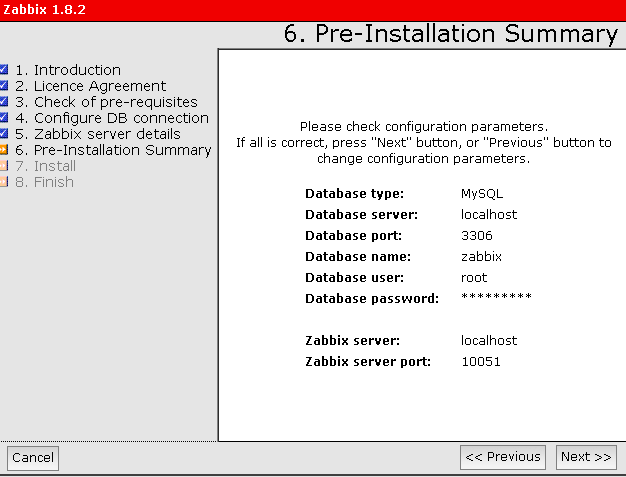 Zabbix 1.8.2
6. Pre-Installation Summary
1. Introduction
2. Licence Agreement
3. Check of pre-requisites
4. Configure DB connection
5. Zabbix server details
6. Pre-Installation Summary
7. Install
8. Finish
Please check configuration parameters.
If all is correct, press "Next" button, or "Previous" button to
change configuration parameters.
Database type: MySQL
Database server: localhost
Database port: 3306
Database name: zabbix
Database user: root
Database password: *********
Zabbix server: localhost
Zabbix server port: 10051
Cancel
<< Previous
Next >>